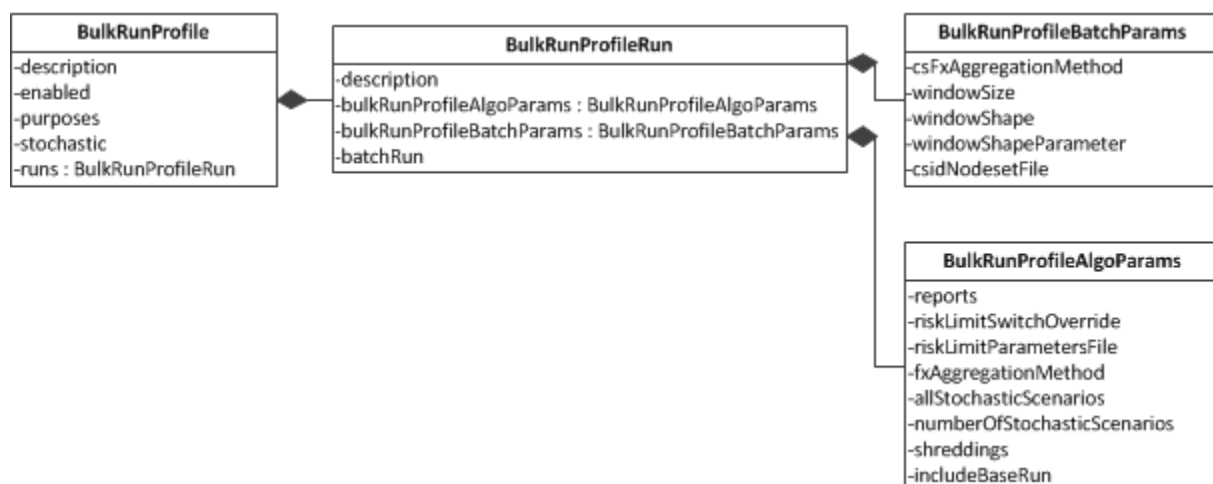 BulkRunProfile
-description
-enabled
-purposes
-stochastic
-runs : BulkRunProfileRun
BulkRunProfileRun
-description
-bulkRunProfileAlgoParams : BulkRunProfileAlgoParams
-bulkRunProfileBatchParams : BulkRunProfileBatchParams
-batchRun
BulkRunProfileBatchParams
-csFxAggregationMethod
-windowSize
-windowShape
-windowShapeParameter
-csidNodesetFile
BulkRunProfileAlgoParams
-reports
-riskLimitSwitchOverride
-riskLimitParametersFile
-fxAggregationMethod
-allStochasticScenarios
-numberOfStochasticScenarios
-shreddings
-includeBaseRun